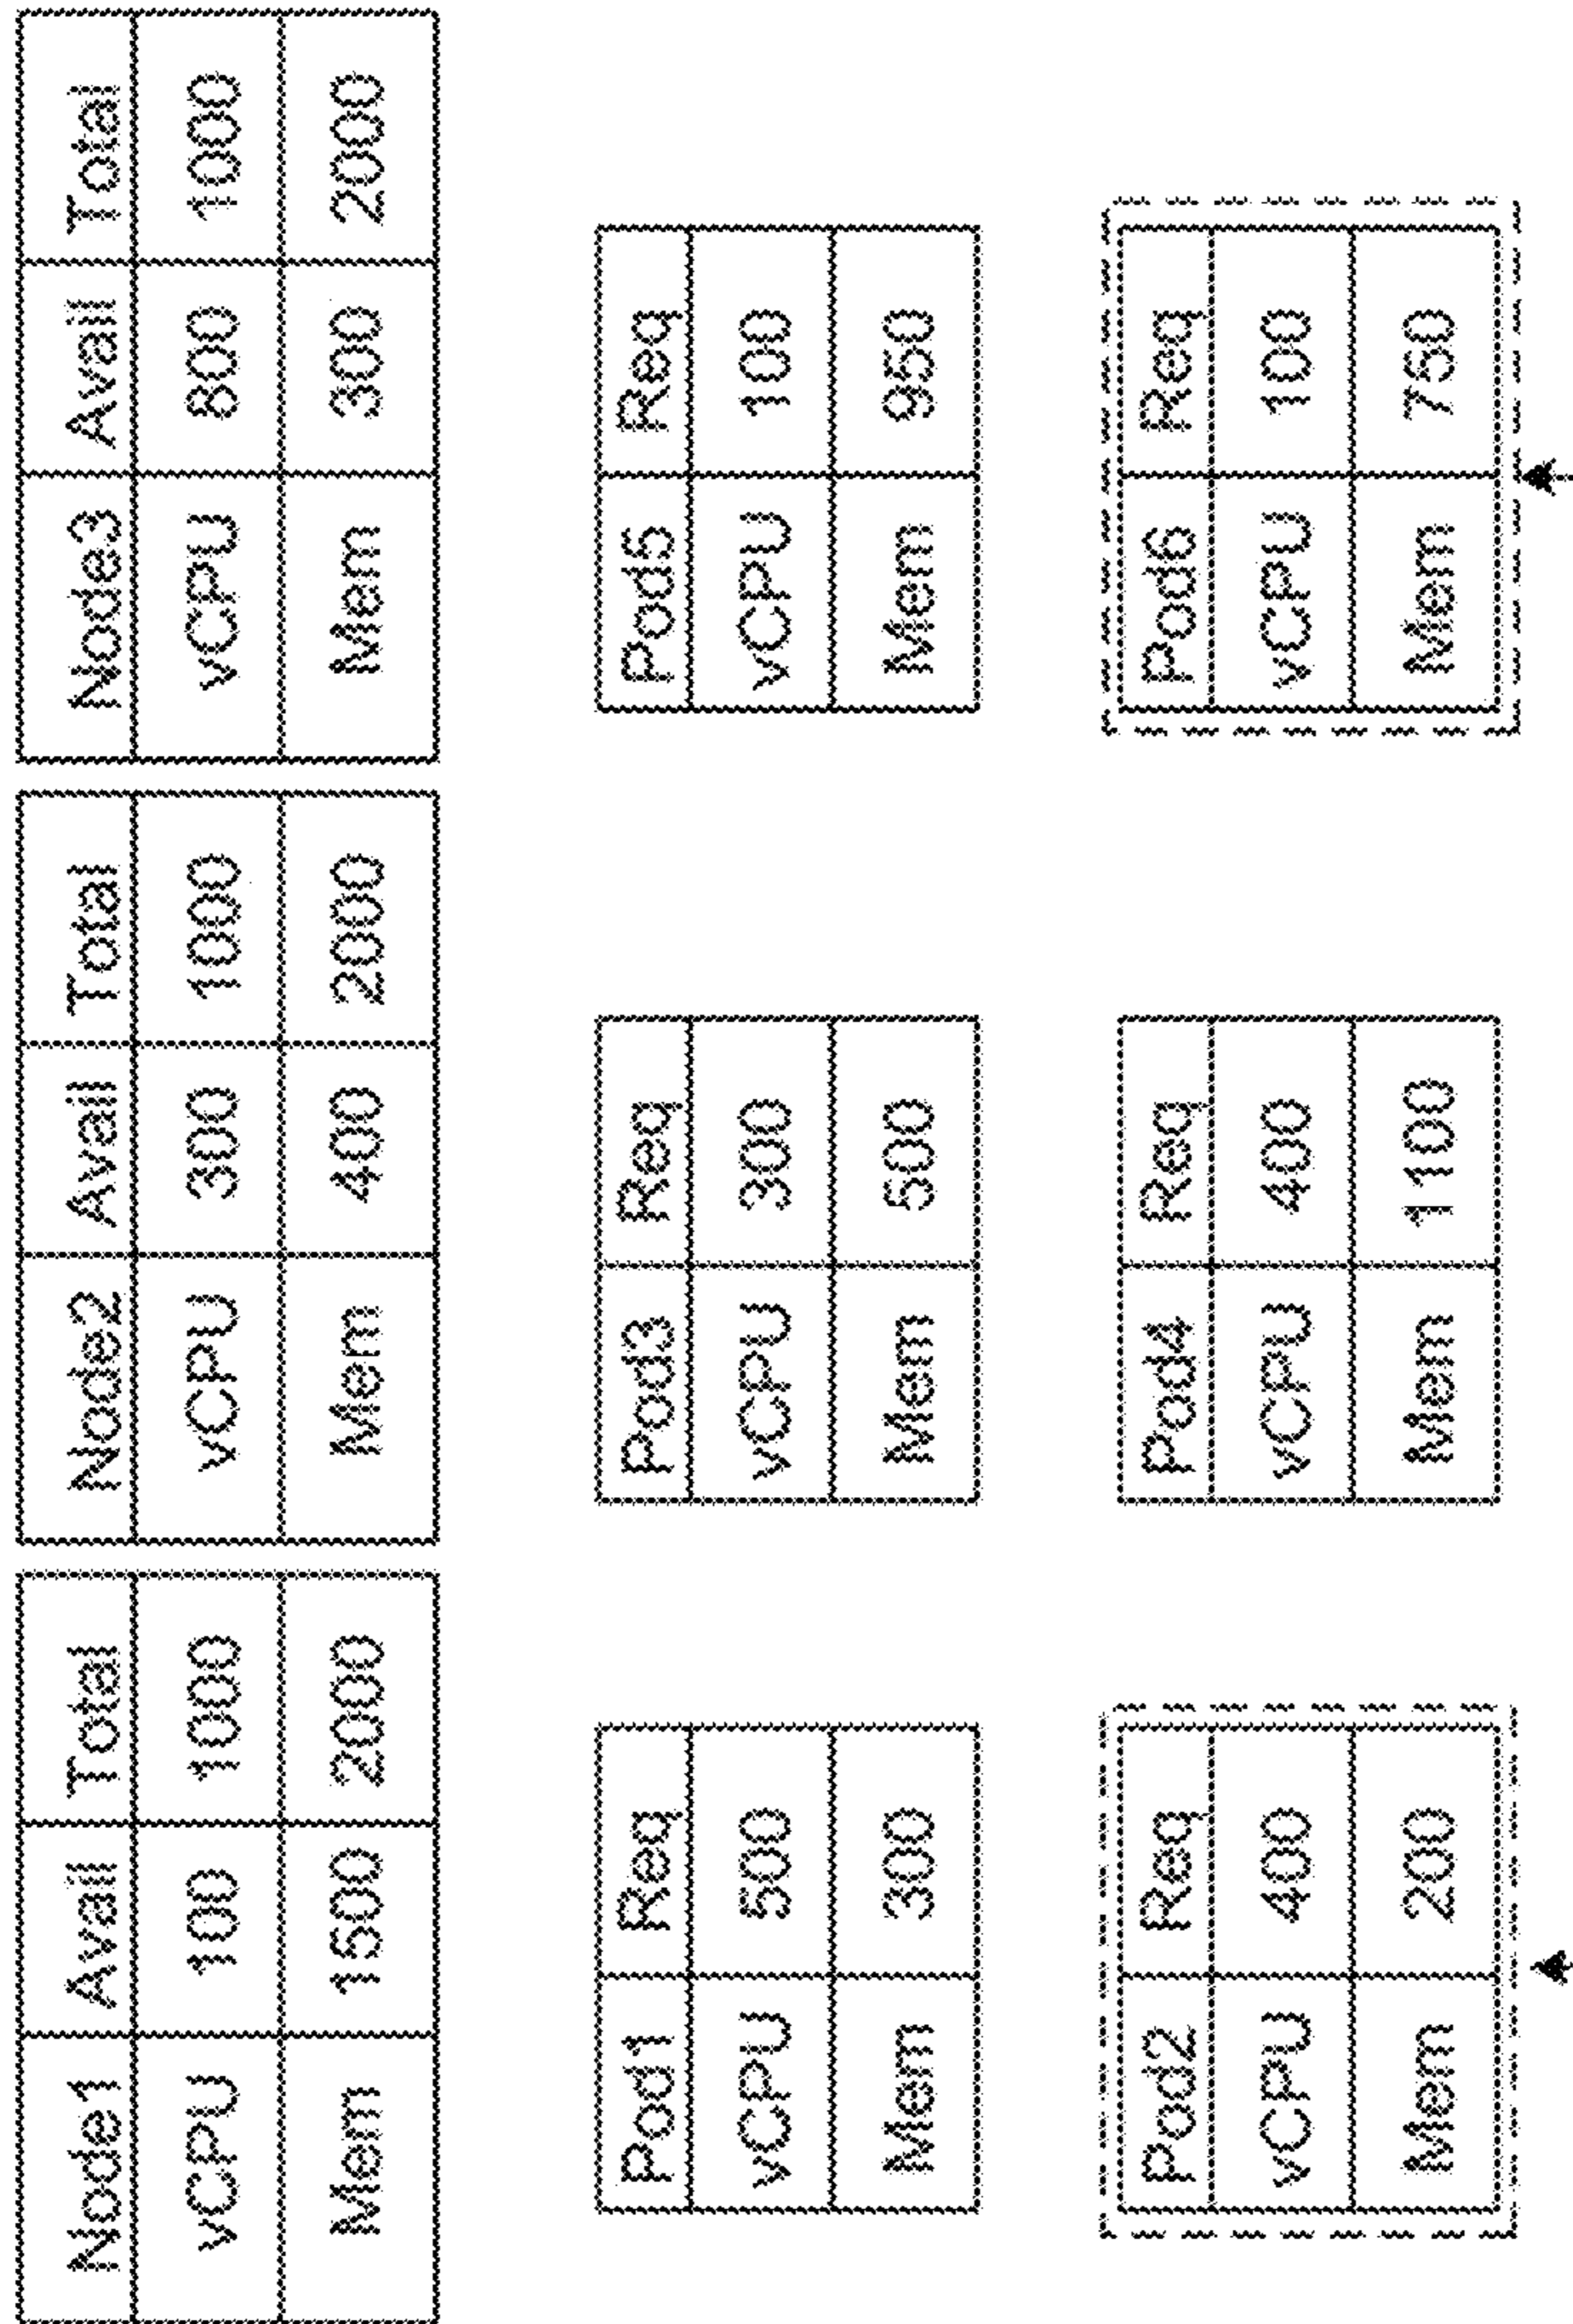 Node1 Avail Total
vCPU 100 1000
Mem 1500 2000
Node2 Avail Total
vCPU 300 1000
Mem 400 2000
Node3 Avail Total
vCPU 800 1000
Mem 300 2000
Pod1 Req
vCPU 500
Mem 300
Pod3 Req
vCPU 300
Mem 500
Pod5 Req
vCPU 100
Mem 950
Pod2 Req
vCPU 400
Mem 200
Pod4 Req
vCPU 400
Mem 1100
Pod6 Req
vCPU 100
Mem 750